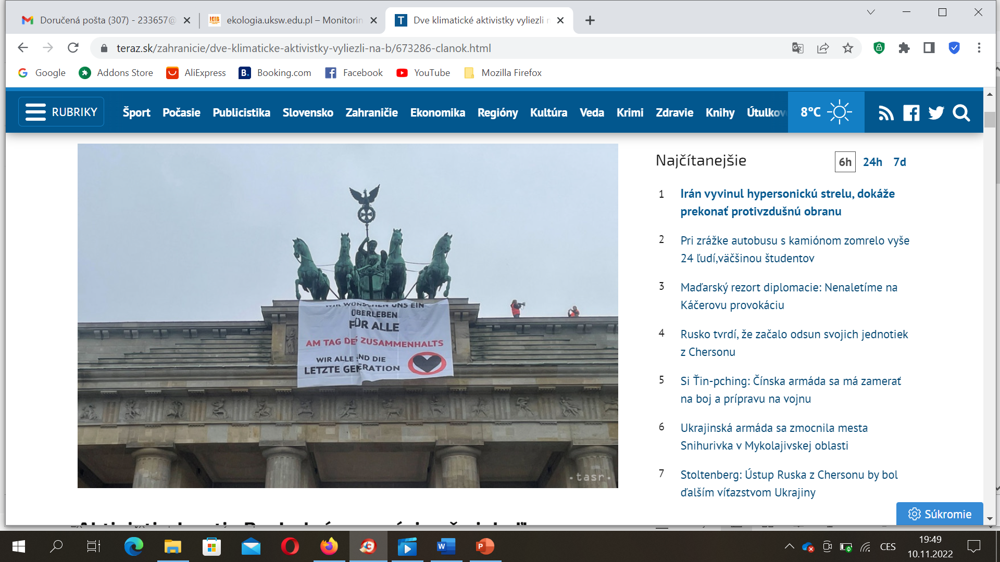 Doručená pošta (307) - 233657@
ekologia.uksw.edu.pl – Monitorin
T
Dve klimatické aktivistky vyliezli n
teraz.sk/zahranicie/dve-klimaticke-aktivistky-vyliezli-na-b/673286-clanok.html
Google
Addons Store
AliExpress
B.
Booking.com
Facebook
YouTube
Mozilla Firefox
RUBRIKY
Šport
Počasie
Publicistika
Slovensko
Zahraničie
Ekonomika
Regióny
Kultúra
Veda
Krimi
Zdravie
Knihy
Útulkov
8°C
WIR WÜNSCHEN UNS EIN
ÜBERLEBEN
FÜR ALLE
AM TAG DES ZUSAMMENHALTS
WIR ALLE SIND DIE
LETZTE GENERATION
tasr
Najčítanejšie
6h 24h 7d
1 Irán vyvinul hypersonickú strelu, dokáže
prekonať protivzdušnú obranu
2 Pri zrážke autobusu s kamiónom zomrelo vyše
24 ľudí,väčšinou študentov
3 Maďarský rezort diplomacie: Nenaletíme na
Káčerovu provokáciu
4 Rusko tvrdí, že začalo odsun svojich jednotiek
z Chersonu
5 Si Ťin-pching: Čínska armáda sa má zamerať
na boj a prípravu na vojnu
6 Ukrajinská armáda sa zmocnila mesta
Snihurivka v Mykolajivskej oblasti
7 Stoltenberg: Ústup Ruska z Chersonu by bol
ďalším víťazstvom Ukrajiny
Súkromie
W
P
CES
19:49
10.11.2022